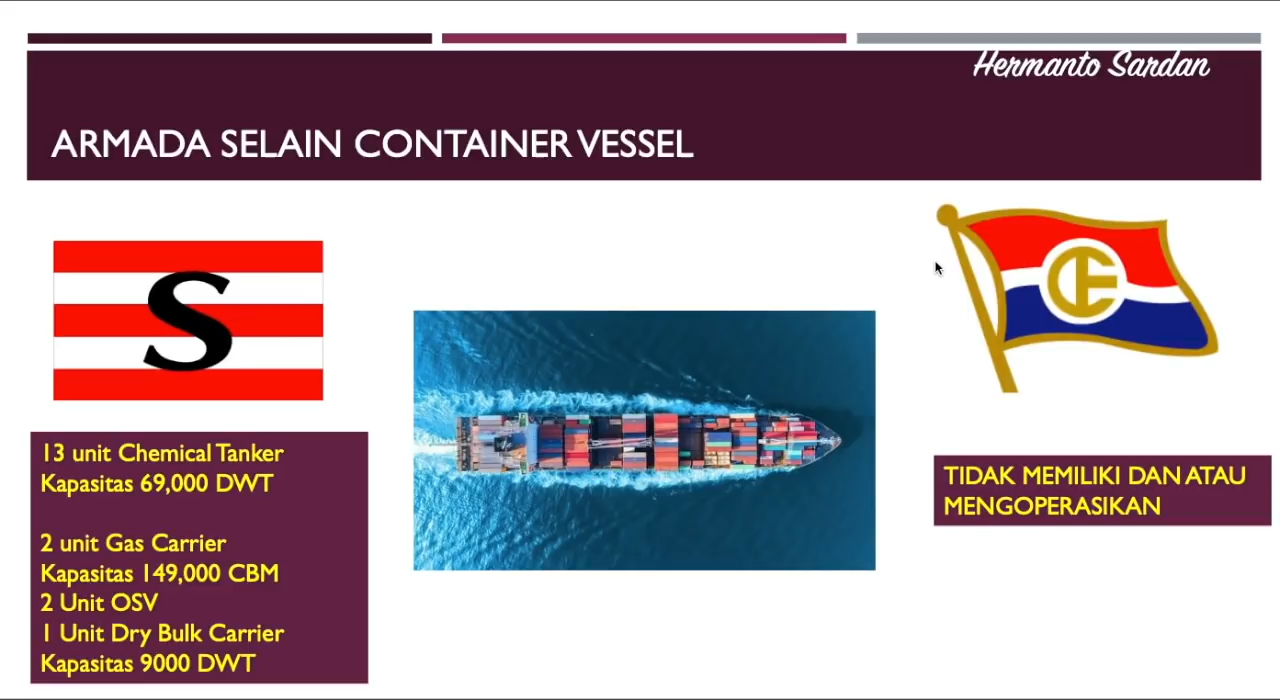 Hermanto Sardan
ARMADA SELAIN CONTAINER VESSEL
S
13 unit Chemical Tanker
Kapasitas 69,000 DWT
2 unit Gas Carrier
Kapasitas 149,000 CBM
2 Unit OSV
1 Unit Dry Bulk Carrier
Kapasitas 9000 DWT
TIDAK MEMILIKI DAN ATAU
MENGOPERASIKAN